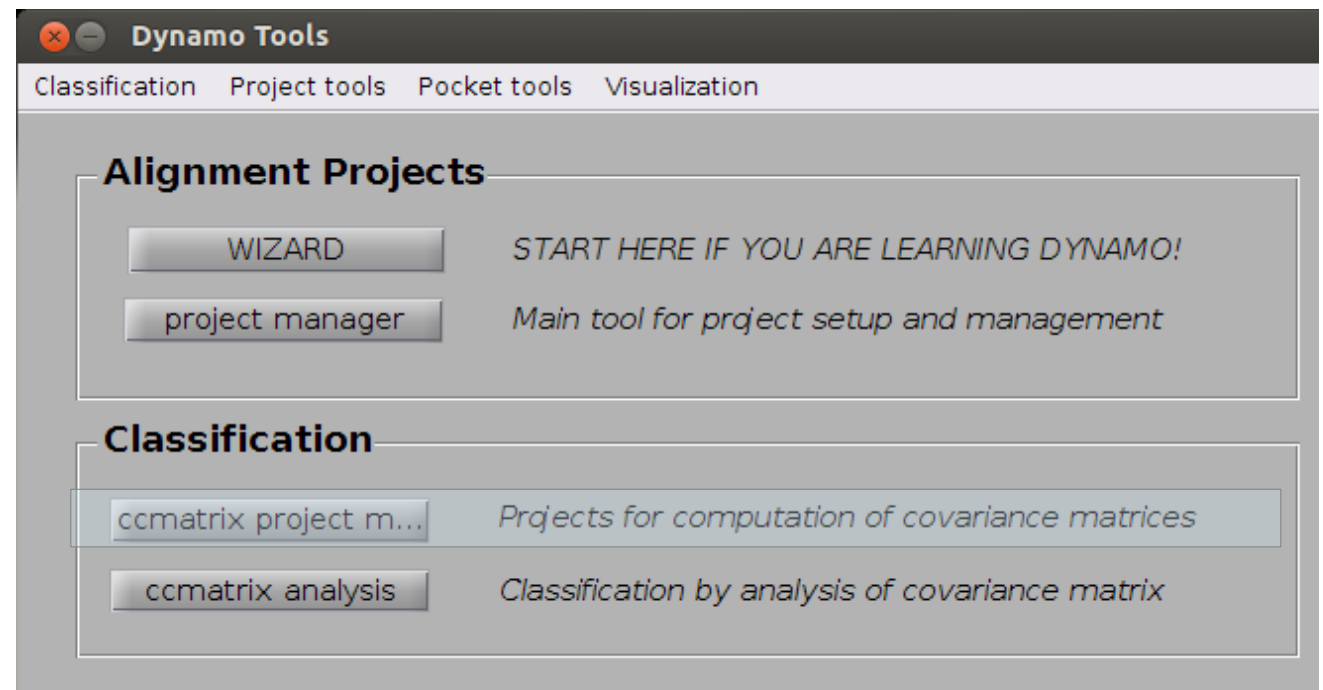 Dynamo Tools
Classification Project tools Pocket tools Visualization
Alignment Projects
WIZARD START HERE IF YOU ARE LEARNING DYNAMO!
project manager Main tool for project setup and management
Classification
ccmatrix project m... Projects for computation of covariance matrices
ccmatrix analysis Classification by analysis of covariance matrix